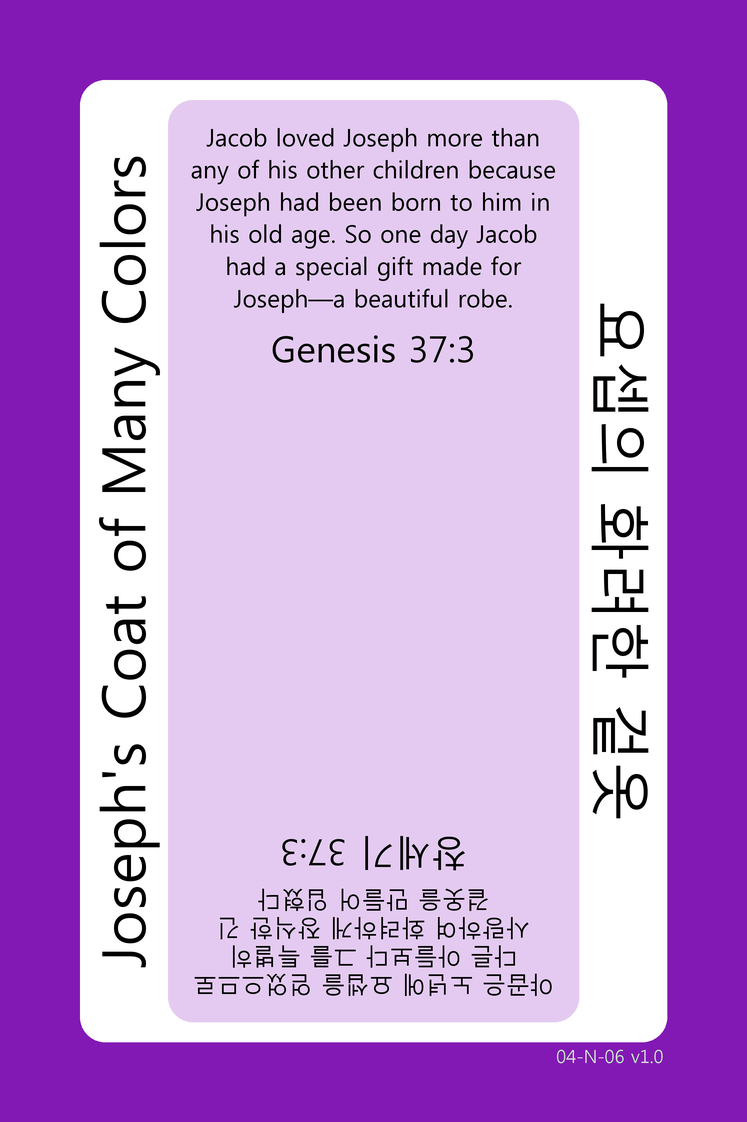 Joseph's Coat of Many Colors
Jacob loved Joseph more than
any of his other children because
Joseph had been born to him in
his old age. So one day Jacob
had a special gift made for
Joseph—a beautiful robe.
Genesis 37:3
요셉의 화려한 겉옷
야곱은 노년에 요셉을 얻었으므로
다른 아들보다 그를 특별히
사랑하여 화려하게 장식한 긴
겉옷을 만들어 입혔다
창세기 37:3
04-N-06 v1.0